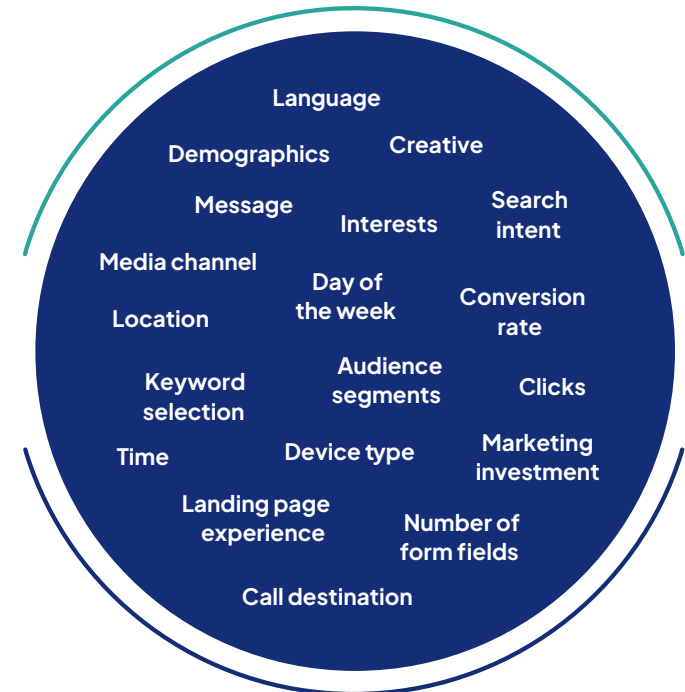 Language
Demographics
Creative
Message
Interests
Search
intent
Media channel
Day of
the week
Location
Conversion
rate
Keyword
selection
Audience
segments
Clicks
Time
Device type
Marketing
investment
Landing page
experience
Number of
form fields
Call destination